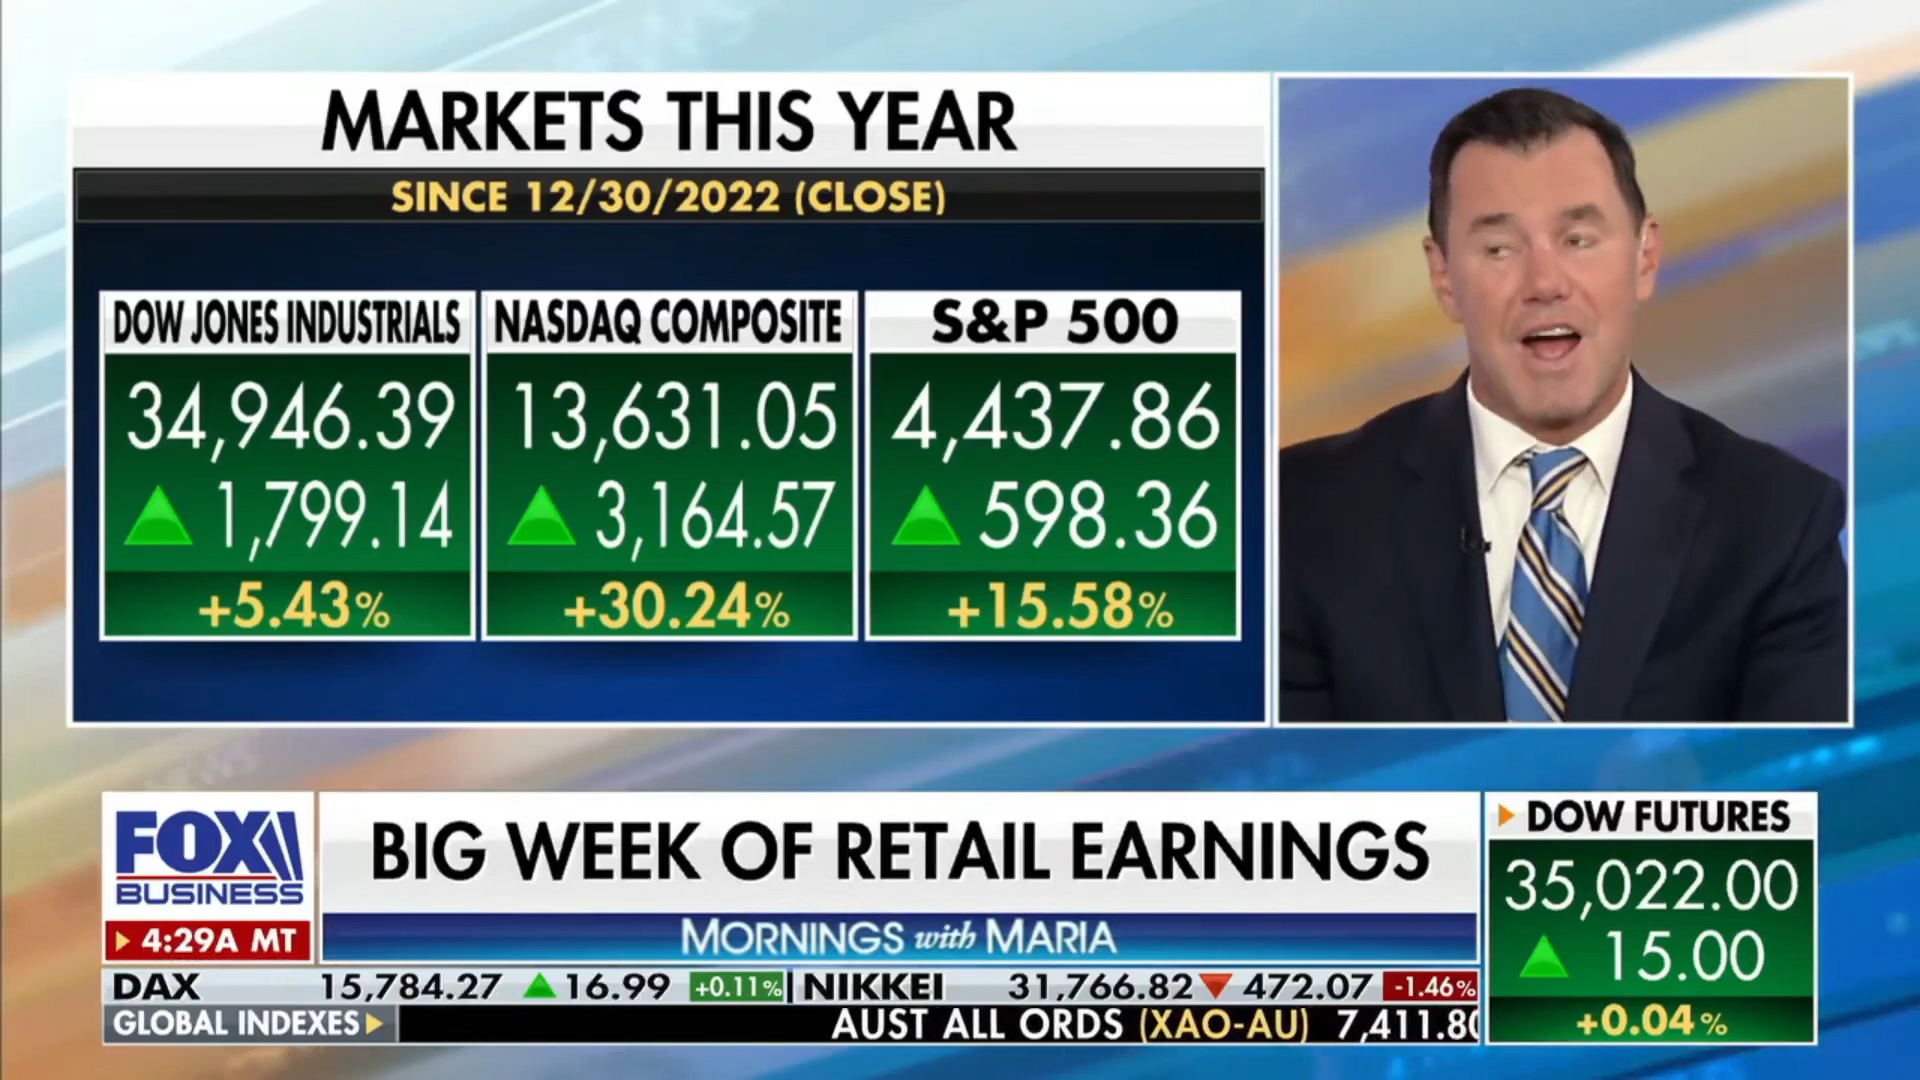 MARKETS THIS YEAR
SINCE 12/30/2022 (CLOSE)
DOW JONES INDUSTRIALS
34,946.39
1,799.14
+5.43%
NASDAQ COMPOSITE
13,631.05
3,164.57
+30.24%
S&P 500
4,437.86
598.36
+15.58%
FOX
BUSINESS
4:29A MT
BIG WEEK OF RETAIL EARNINGS
MORNINGS with MARIA
DOW FUTURES
35,022.00
15.00
+0.04%
DAX 15,784.27 16.99 +0.11% NIKKEI 31,766.82 472.07 -1.46%
GLOBAL INDEXES AUST ALL ORDS (XAO-AU) 7,411.80